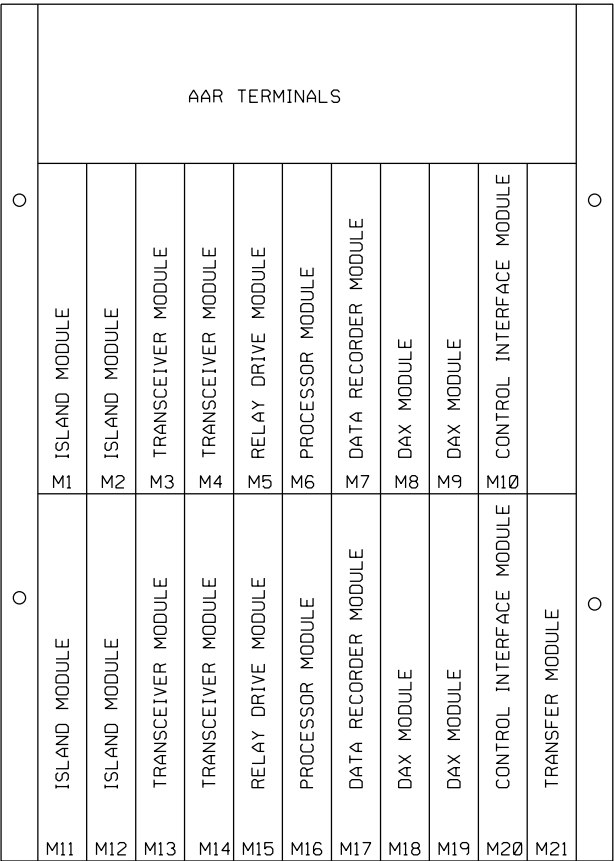 AAR TERMINALS
ISLAND MODULE
ISLAND MODULE
TRANSCEIVER MODULE
TRANSCEIVER MODULE
RELAY DRIVE MODULE
PROCESSOR MODULE
DATA RECORDER MODULE
DAX MODULE
DAX MODULE
CONTROL INTERFACE MODULE
M1 M2 M3 M4 M5 M6 M7 M8 M9 M10
ISLAND MODULE
ISLAND MODULE
TRANSCEIVER MODULE
TRANSCEIVER MODULE
RELAY DRIVE MODULE
PROCESSOR MODULE
DATA RECORDER MODULE
DAX MODULE
DAX MODULE
CONTROL INTERFACE MODULE
TRANSFER MODULE
M11 M12 M13 M14 M15 M16 M17 M18 M19 M20 M21